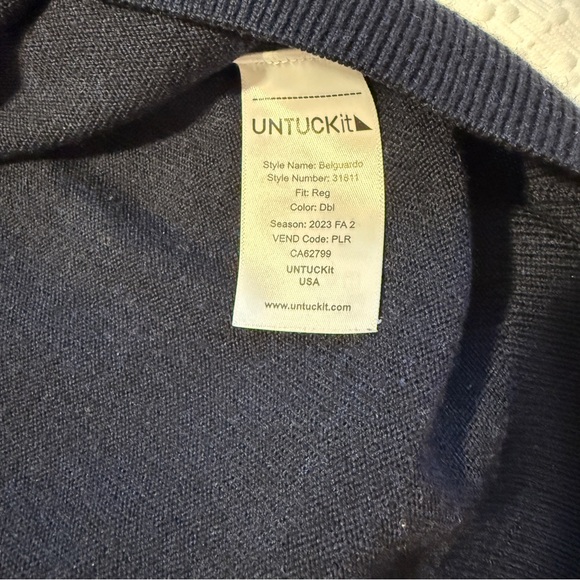 UNTUCKit
Style Name: Belguardo
Style Number: 31611
Fit: Reg
Color: Dbl
Season: 2023 FA 2
VEND Code: PLR
CA62799
UNTUCKit
USA
www.untuckit.com